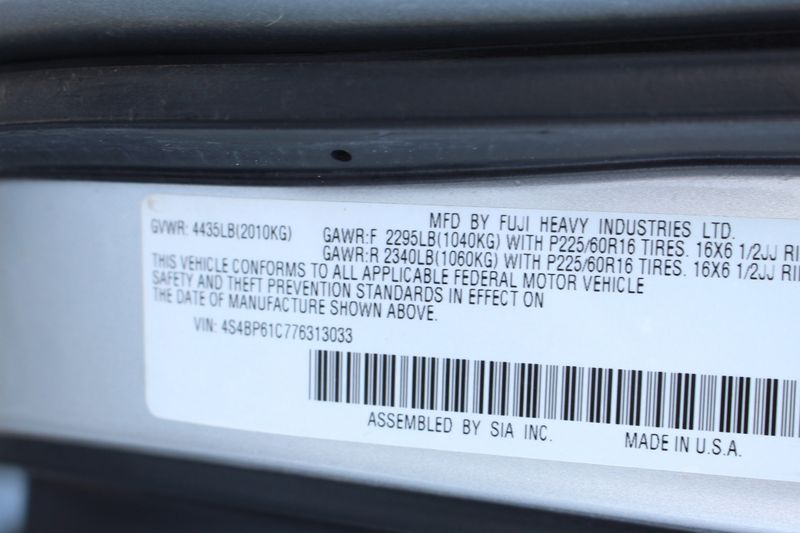 MFD BY FUJI HEAVY INDUSTRIES LTD.
GVWR: 4435LB(2010KG) GAWR:F 2295LB(1040KG) WITH P225/60R16 TIRES. 16X6 1/2JJ RI
GAWR:R 2340LB(1060KG) WITH P225/60R16 TIRES. 16X6 1/2JJ RI
THIS VEHICLE CONFORMS TO ALL APPLICABLE FEDERAL MOTOR VEHICLE
SAFETY AND THEFT PREVENTION STANDARDS IN EFFECT ON
THE DATE OF MANUFACTURE SHOWN ABOVE.
VIN: 4S4BP61C776313033
ASSEMBLED BY SIA INC. MADE IN U.S.A.